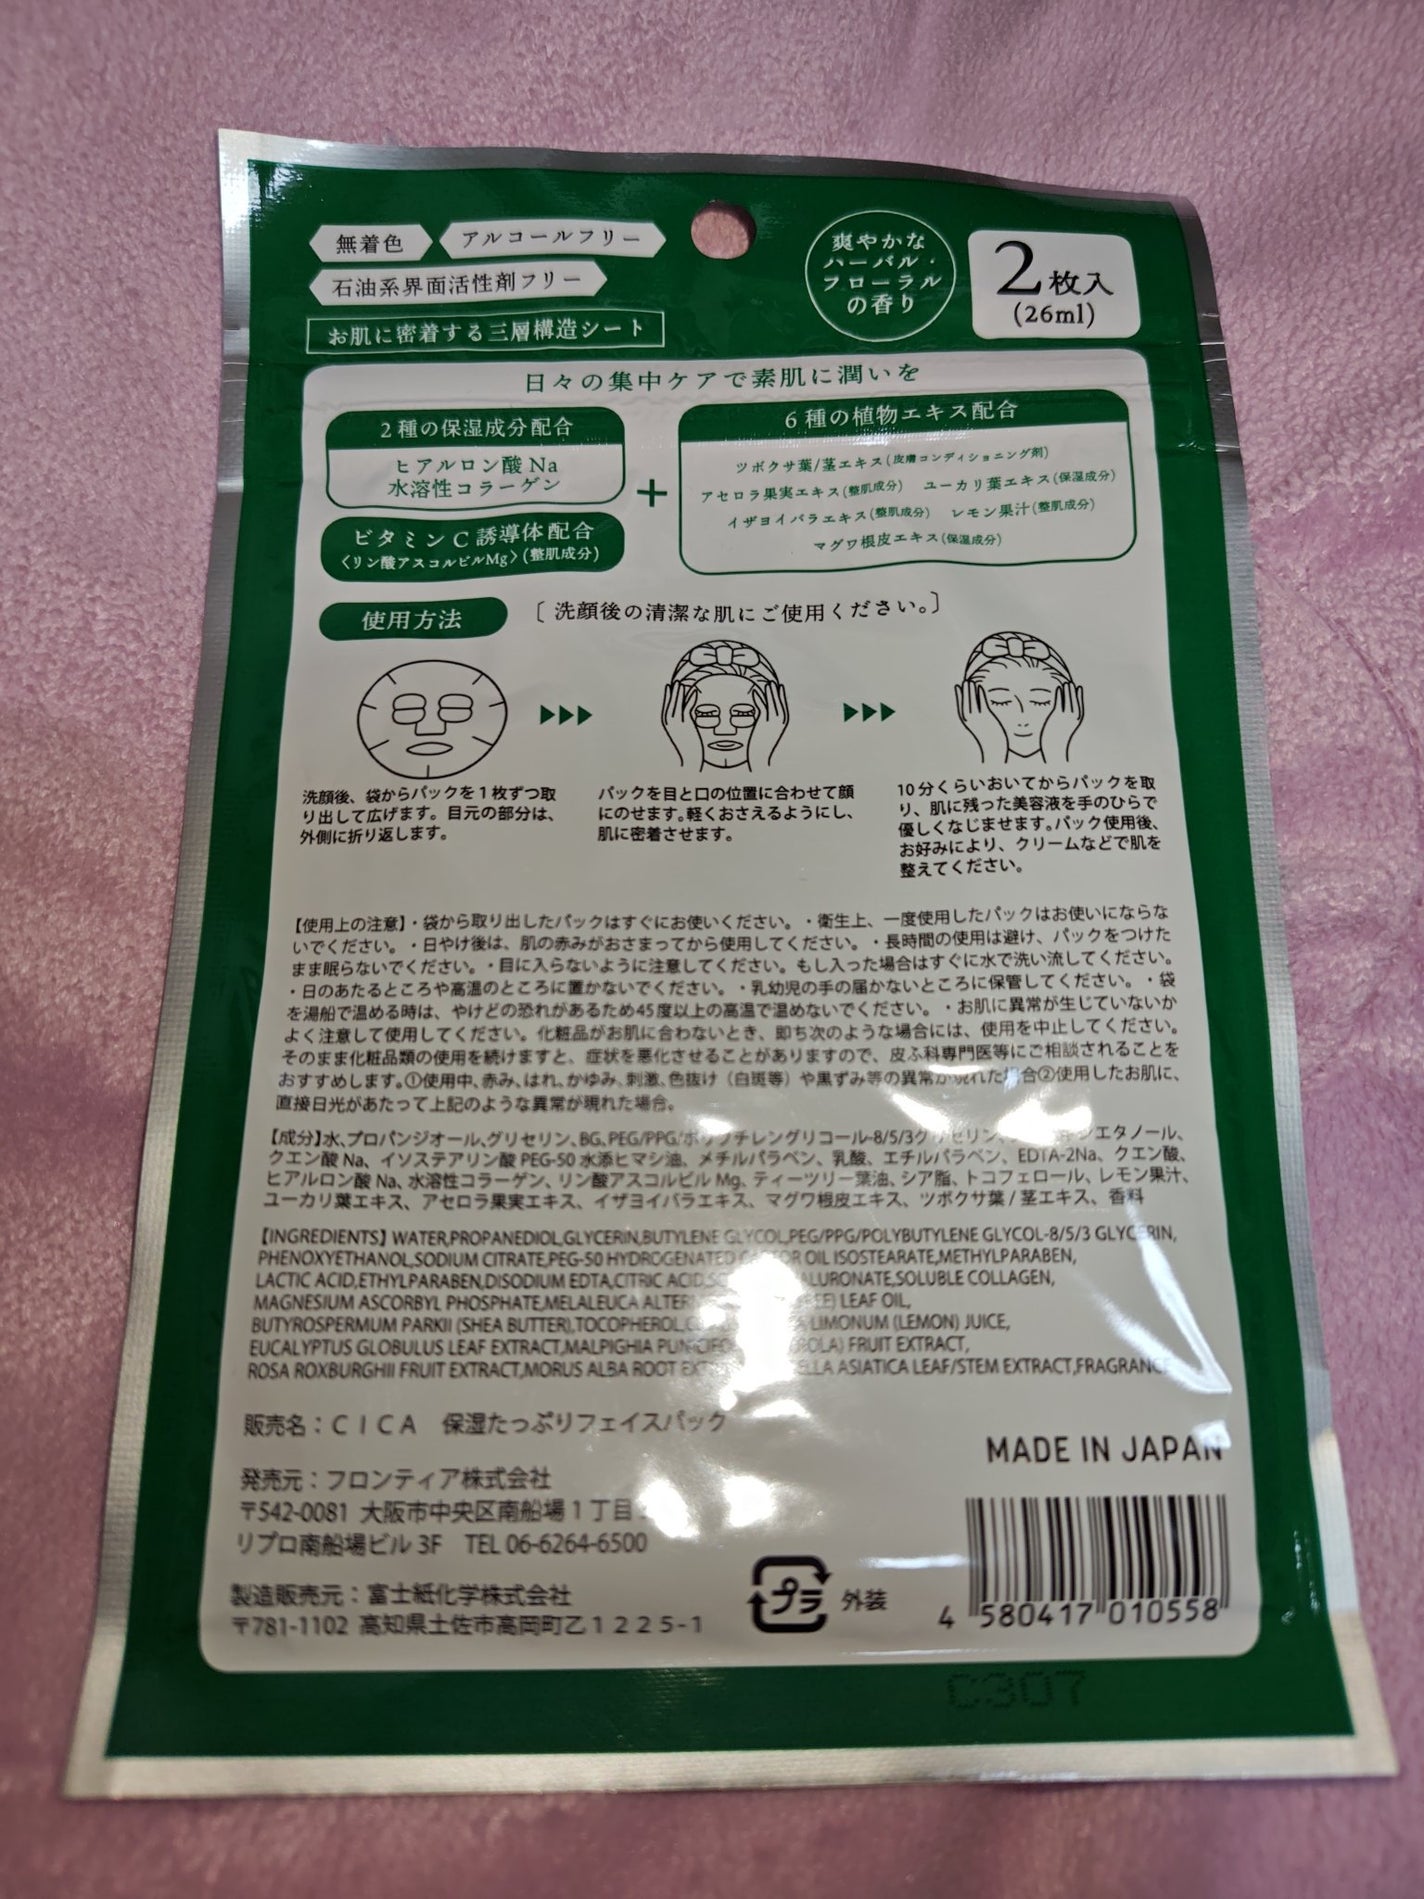 無着色
アルコールフリー
石油系界面活性剤フリー
お肌に密着する三層構造シート
爽やかな
ハーバル・
フローラル
の香り
2枚入
(26ml)
日々の集中ケアで素肌に潤いを
2種の保湿成分配合
ヒアルロン酸 Na
水溶性コラーゲン
ビタミンC誘導体配合
〈リン酸アスコルビルMg〉(整肌成分)
+
6種の植物エキス配合
ツボクサ葉/茎エキス(皮膚コンディショニング剤)
アセロラ果実エキス(整肌成分) ユーカリ葉エキス(保湿成分)
イザヨイバラエキス(整肌成分) レモン果汁(整肌成分)
マグワ根皮エキス(保湿成分)
使用方法
〔 洗顔後の清潔な肌にご使用ください。〕
洗顔後、袋からパックを1枚ずつ取
り出して広げます。目元の部分は、
外側に折り返します。
パックを目と口の位置に合わせて顔
にのせます。軽くおさえるようにし、
肌に密着させます。
10分くらいおいてからパックを取
り、肌に残った美容液を手のひらで
優しくなじませます。パック使用後、
お好みにより、クリームなどで肌を
整えてください。
【使用上の注意】・袋から取り出したパックはすぐにお使いください。・衛生上、一度使用したパックはお使いにならな
いでください。・日やけ後は、肌の赤みがおさまってから使用してください。・長時間の使用は避け、パックをつけた
まま眠らないでください。・目に入らないように注意してください。もし入った場合はすぐに水で洗い流してください。
・日のあたるところや高温のところに置かないでください。・乳幼児の手の届かないところに保管してください。・袋
を湯船で温める時は、やけどの恐れがあるため45度以上の高温で温めないでください。・お肌に異常が生じていないか
よく注意して使用してください。化粧品がお肌に合わないとき、即ち次のような場合には、使用を中止してください。
そのまま化粧品類の使用を続けますと、症状を悪化させることがありますので、皮ふ科専門医等にご相談されることを
おすすめします。①使用中、赤み、はれ、かゆみ、刺激、色抜け（白斑等）や黒ずみ等の異常が現れた場合②使用したお肌に、
直接日光があたって上記のような異常が現れた場合。
【成分】水、プロパンジオール、グリセリン、BG、PEG/PPG/ポリブチレングリコール-8/5/3グリセリン、エタノール、
クエン酸 Na、イソステアリン酸 PEG-50 水添ヒマシ油、メチルパラベン、乳酸、エチルパラベン、EDTA-2Na、クエン酸、
ヒアルロン酸 Na、水溶性コラーゲン、リン酸アスコルビル Mg、ティーツリー葉油、シア脂、トコフェロール、レモン果汁、
ユーカリ葉エキス、アセロラ果実エキス、イザヨイバラエキス、マグワ根皮エキス、ツボクサ葉 / 茎エキス、香料
【INGREDIENTS】WATER,PROPANEDIOL,GLYCERIN,BUTYLENE GLYCOL,PEG/PPG/POLYBUTYLENE GLYCOL-8/5/3 GLYCERIN,
PHENOXYETHANOL,SODIUM CITRATE,PEG-50 HYDROGENATED OIL ISOSTEARATE,METHYLPARABEN,
LACTIC ACID,ETHYLPARABEN,DISODIUM EDTA,CITRIC ACID,SOLUBLE COLLAGEN,
MAGNESIUM ASCORBYL PHOSPHATE,MELALEUCA LEAF OIL,
BUTYROSPERMUM PARKII (SHEA BUTTER),TOCOPHEROL, LIMONUM (LEMON) JUICE,
EUCALYPTUS GLOBULUS LEAF EXTRACT,MALPIGHIA FRUIT EXTRACT,
ROSA ROXBURGHII FRUIT EXTRACT,MORUS ALBA ROOT ASIATICA LEAF/STEM EXTRACT,FRAGRANCE
販売名：CICA 保湿たっぷりフェイスパック
発売元：フロンティア株式会社
〒542-0081 大阪市中央区南船場1丁目
リプロ南船場ビル 3F TEL 06-6264-6500
製造販売元：富士紙化学株式会社
〒781-1102 高知県土佐市高岡町乙1225-1
MADE IN JAPAN
プラ
外装
4 580417 010558
C307